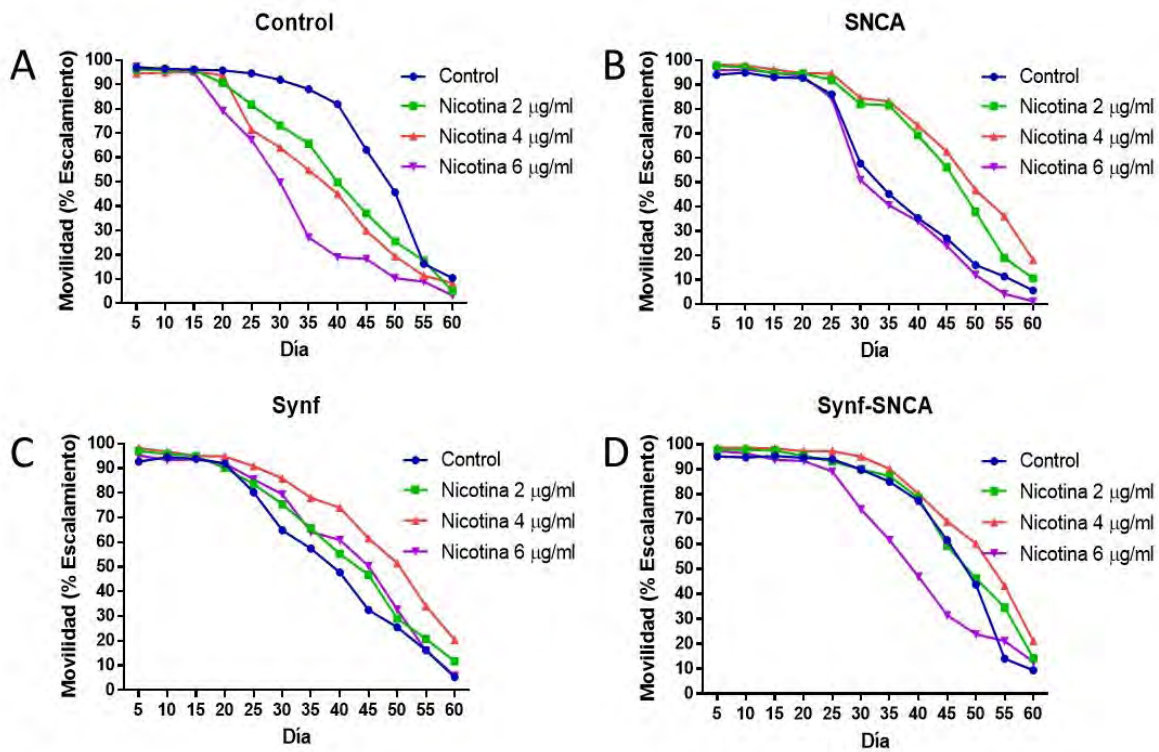 Control
A
Movilidad (% Escalamiento)
100
90
80
70
60
50
40
30
20
10
0
5 10 15 20 25 30 35 40 45 50 55 60
Día
Control
Nicotina 2 µg/ml
Nicotina 4 µg/ml
Nicotina 6 µg/ml
SNCA
B
Movilidad (% Escalamiento)
100
90
80
70
60
50
40
30
20
10
0
5 10 15 20 25 30 35 40 45 50 55 60
Día
Control
Nicotina 2 µg/ml
Nicotina 4 µg/ml
Nicotina 6 µg/ml
Synf
C
Movilidad (% Escalamiento)
100
90
80
70
60
50
40
30
20
10
0
5 10 15 20 25 30 35 40 45 50 55 60
Día
Control
Nicotina 2 µg/ml
Nicotina 4 µg/ml
Nicotina 6 µg/ml
Synf-SNCA
D
Movilidad (% Escalamiento)
100
90
80
70
60
50
40
30
20
10
0
5 10 15 20 25 30 35 40 45 50 55 60
Día
Control
Nicotina 2 µg/ml
Nicotina 4 µg/ml
Nicotina 6 µg/ml